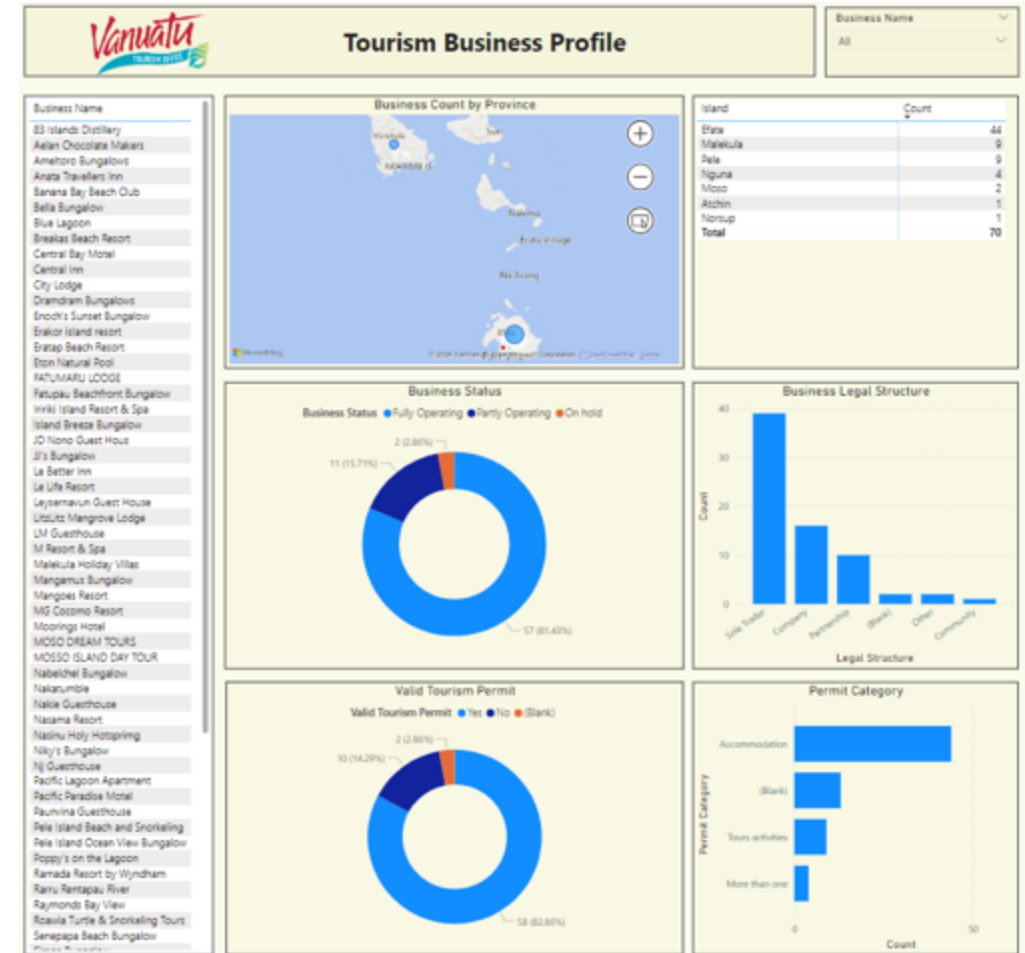 Vanuatu
TOURISM OFFICE
Tourism Business Profile
Business Name
All
Business Name
83 Islands Distillery
Aelan Chocolate Makers
Ameltoro Bungalows
Anata Travellers Inn
Banana Bay Beach Club
Bella Bungalow
Blue Lagoon
Breakas Beach Resort
Central Bay Motel
Central Inn
City Lodge
Dramdram Bungalows
Enoch's Sunset Bungalow
Erakor island resort
Eratap Beach Resort
Eton Natural Pool
FATUMARU LODGE
Fatupau Beachfront Bungalow
Iririki Island Resort & Spa
Island Breeze Bungalow
JD Nono Guest Hous
JJ's Bungalow
Le Better Inn
Le Life Resort
Leysernavun Guest House
LitzLitz Mangrove Lodge
LM Guesthouse
M Resort & Spa
Malekula Holiday Villas
Mangamus Bungalow
Mangoes Resort
MG Cocomo Resort
Moorings Hotel
MOSO DREAM TOURS
MOSSO ISLAND DAY TOUR
Nabelchel Bungalow
Nakatumble
Nakie Guesthouse
Nasama Resort
Nasinu Holy Hotsprimg
Niky's Bungalow
Nj Guesthouse
Pacific Lagoon Apartment
Pacific Paradise Motel
Paunvina Guesthouse
Pele Island Beach and Snorkeling
Pele Island Ocean View Bungalow
Poppy's on the Lagoon
Ramada Resort by Wyndham
Rarru Rentapau River
Raymonds Bay View
Roawia Turtle & Snorkeling Tours
Senepapa Beach Bungalow
Business Count by Province
Malekula
Microsoft Bing
Island Count
Efate 44
Malekula 9
Pele 9
Nguna 4
Moso 2
Atchin 1
Norsup 1
Total 70
Business Status
Business Status Fully Operating Partly Operating On hold
2 (2.86%)
11 (15.71%)
57 (81.43%)
Business Legal Structure
40
30
20
10
0
Count
Sole Trader
Company
Partnership
(Blank)
Other
Community
Legal Structure
Valid Tourism Permit
Valid Tourism Permit Yes No (Blank)
2 (2.86%)
10 (14.29%)
58 (82.86%)
Permit Category
Permit Category
Accommodation
(Blank)
Tours activities
More than one
0
50
Count